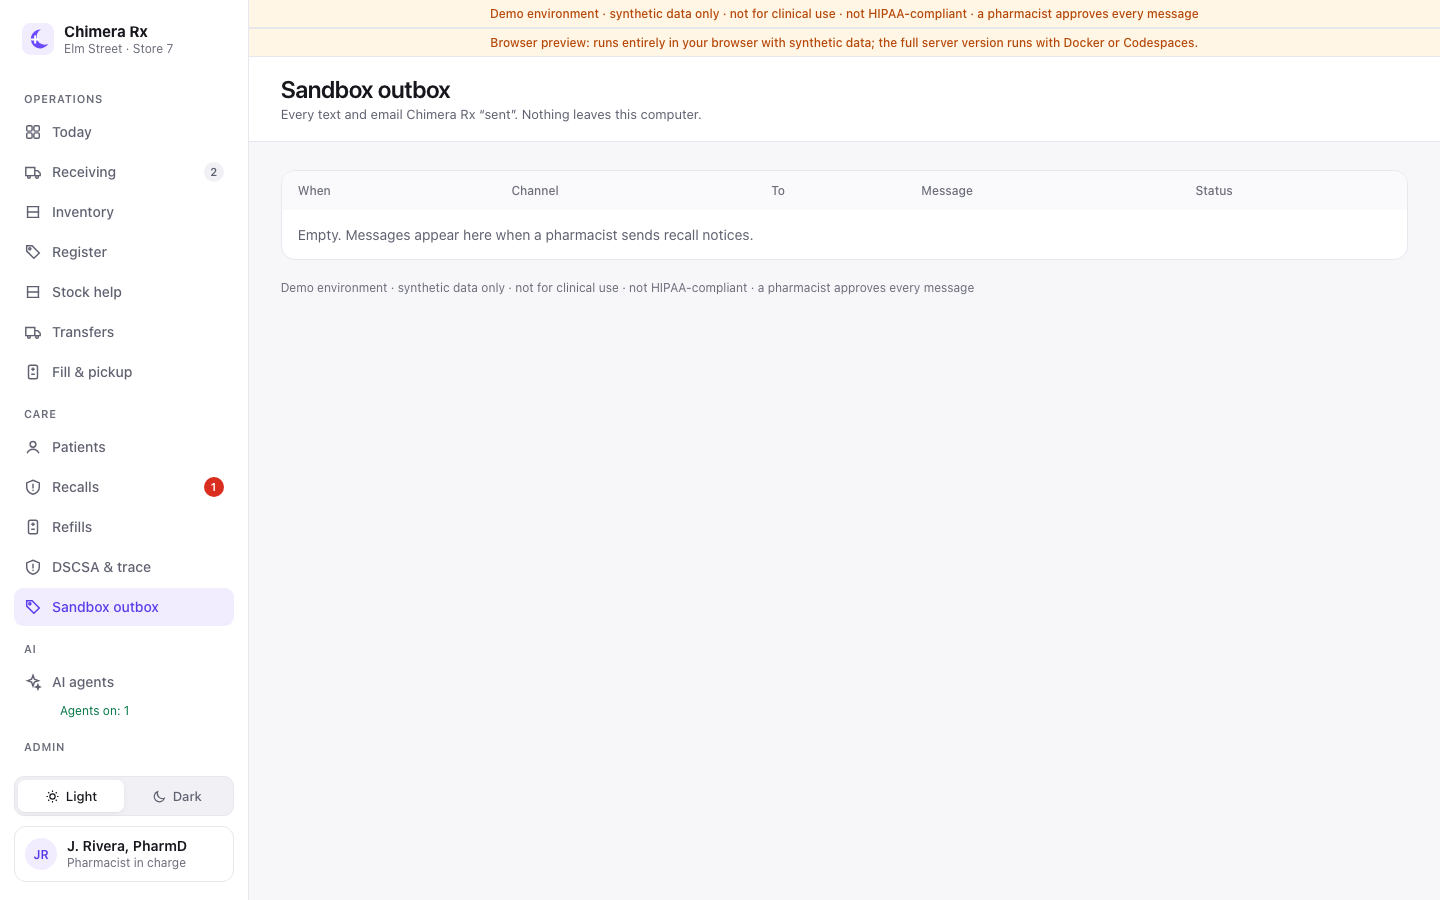 Chimera Rx
Elm Street · Store 7
OPERATIONS
Today
Receiving 2
Inventory
Register
Stock help
Transfers
Fill & pickup
CARE
Patients
Recalls 1
Refills
DSCSA & trace
Sandbox outbox
AI
AI agents
Agents on: 1
ADMIN
Light Dark
JR
J. Rivera, PharmD
Pharmacist in charge
Demo environment · synthetic data only · not for clinical use · not HIPAA-compliant · a pharmacist approves every message
Browser preview: runs entirely in your browser with synthetic data; the full server version runs with Docker or Codespaces.
Sandbox outbox
Every text and email Chimera Rx “sent”. Nothing leaves this computer.
When Channel To Message Status
Empty. Messages appear here when a pharmacist sends recall notices.
Demo environment · synthetic data only · not for clinical use · not HIPAA-compliant · a pharmacist approves every message